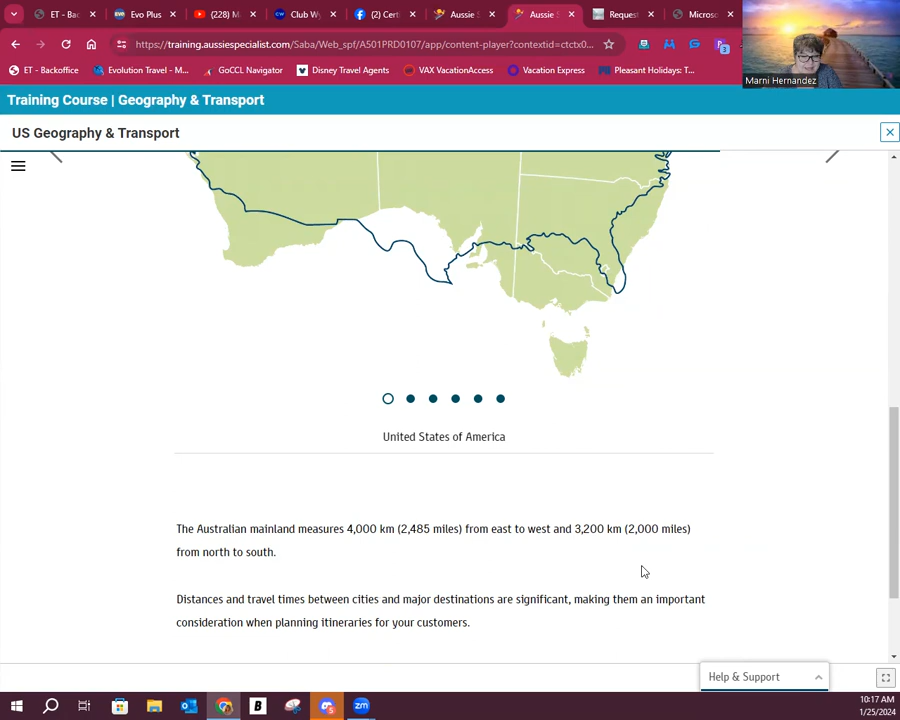 ET - Bac
Evo Plus
(228) M
Club W
(2) Cert
Aussie S
Aussie S
Request
Microso
https://training.aussiespecialist.com/Saba/Web_spf/A501PRD0107/app/content-player?contextid=ctctx0...
3
ET - Backoffice
Evolution Travel - M...
GoCCL Navigator
Disney Travel Agents
VAX VacationAccess
Vacation Express
Pleasant Holidays: T...
Marni Hernandez
Training Course | Geography & Transport
US Geography & Transport
United States of America
The Australian mainland measures 4,000 km (2,485 miles) from east to west and 3,200 km (2,000 miles)
from north to south.
Distances and travel times between cities and major destinations are significant, making them an important
consideration when planning itineraries for your customers.
Help & Support
10:17 AM
1/25/2024